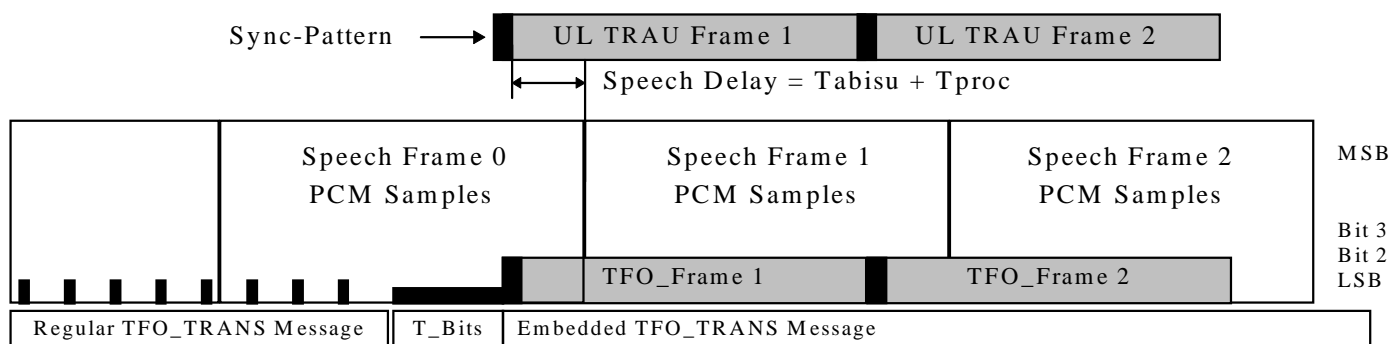 Sync-Pattern UL TRAU Frame 1 UL TRAU Frame 2
Speech Delay = Tabisu + Tproc
Speech Frame 0 Speech Frame 1 Speech Frame 2 MSB
PCM Samples PCM Samples PCM Samples
Bit 3
Bit 2
TFO_Frame 1 TFO_Frame 2 LSB
Regular TFO_TRANS Message T_Bits Embedded TFO_TRANS Message